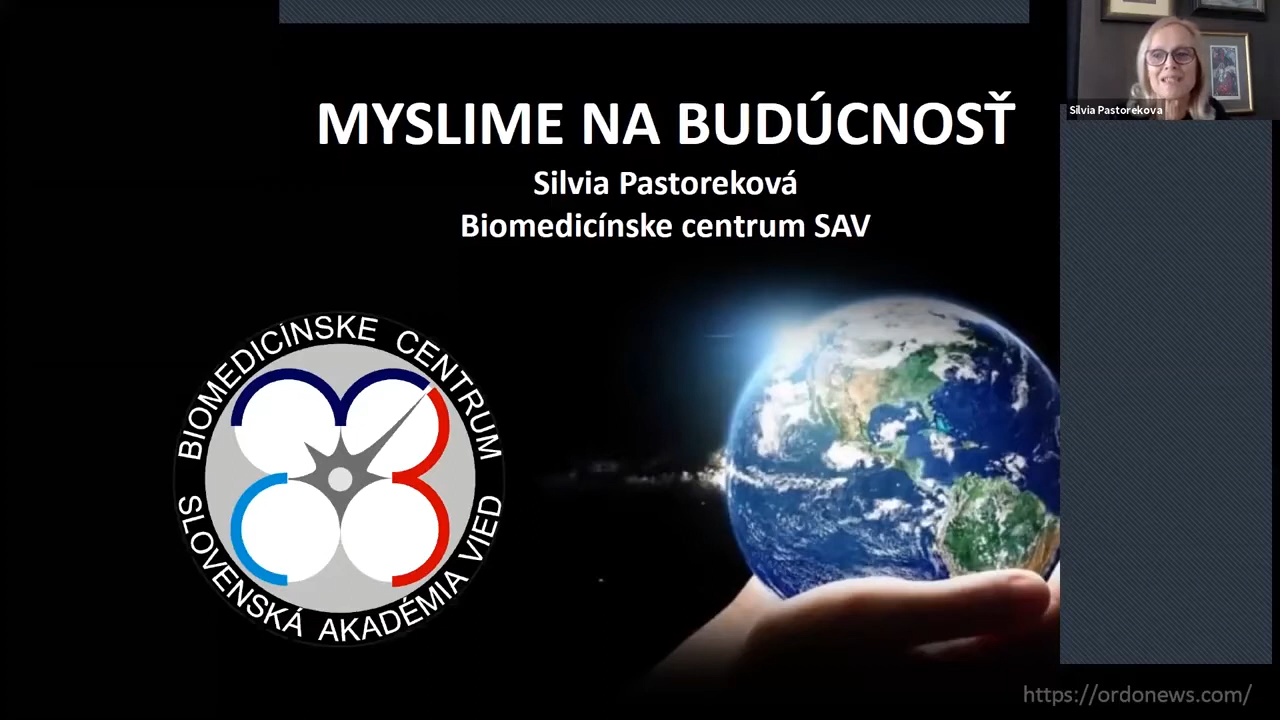 MYSLIME NA BUDÚCNOSŤ
Silvia Pastoreková
Biomedicínske centrum SAV
Silvia Pastorekova
BIOMEDICÍNSKE CENTRUM
SLOVENSKÁ AKADÉMIA VIED
https://ordonews.com/